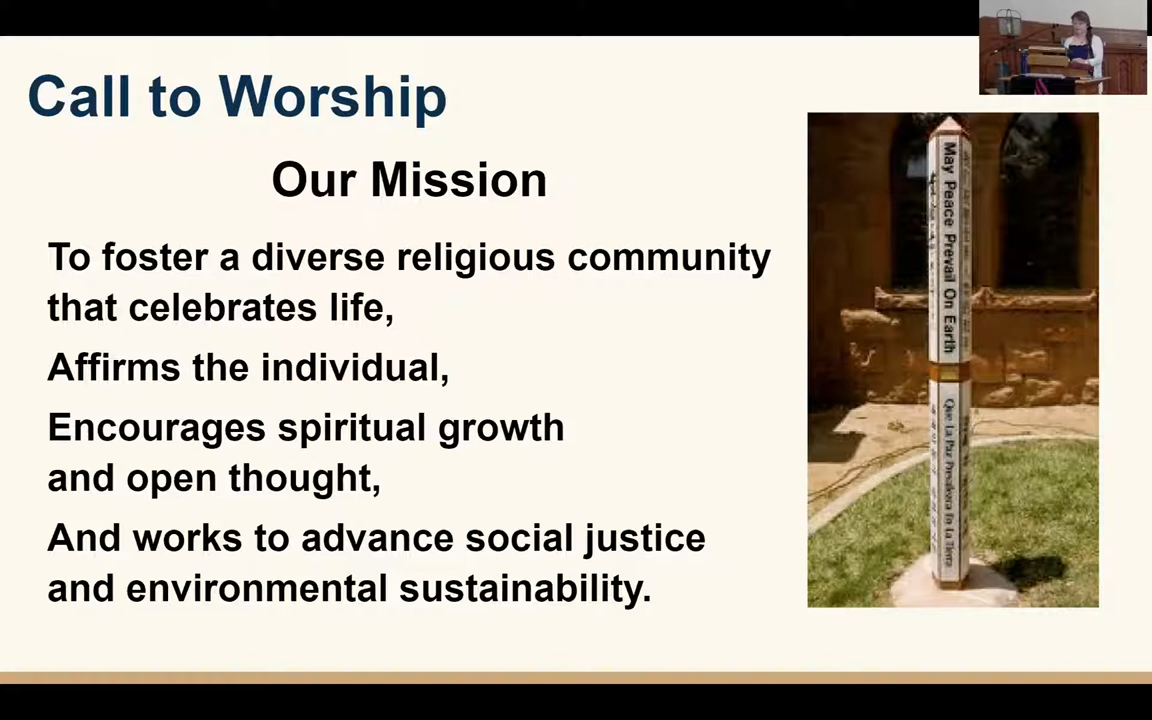 Call to Worship
Our Mission
To foster a diverse religious community
that celebrates life,
Affirms the individual,
Encourages spiritual growth
and open thought,
And works to advance social justice
and environmental sustainability.
May Peace Prevail On Earth
Que La Paz Prevalezca En La Tierra